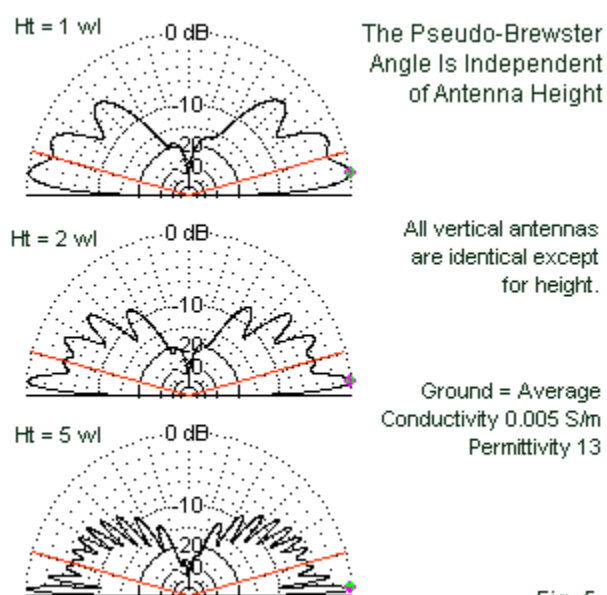 Ht = 1 wl
0 dB
The Pseudo-Brewster
Angle Is Independent
of Antenna Height
-10
-20
-30
Ht = 2 wl
0 dB
All vertical antennas
are identical except
for height.
-10
-20
-30
Ground = Average
Conductivity 0.005 S/m
Permittivity 13
Ht = 5 wl
0 dB
-10
-20
-30